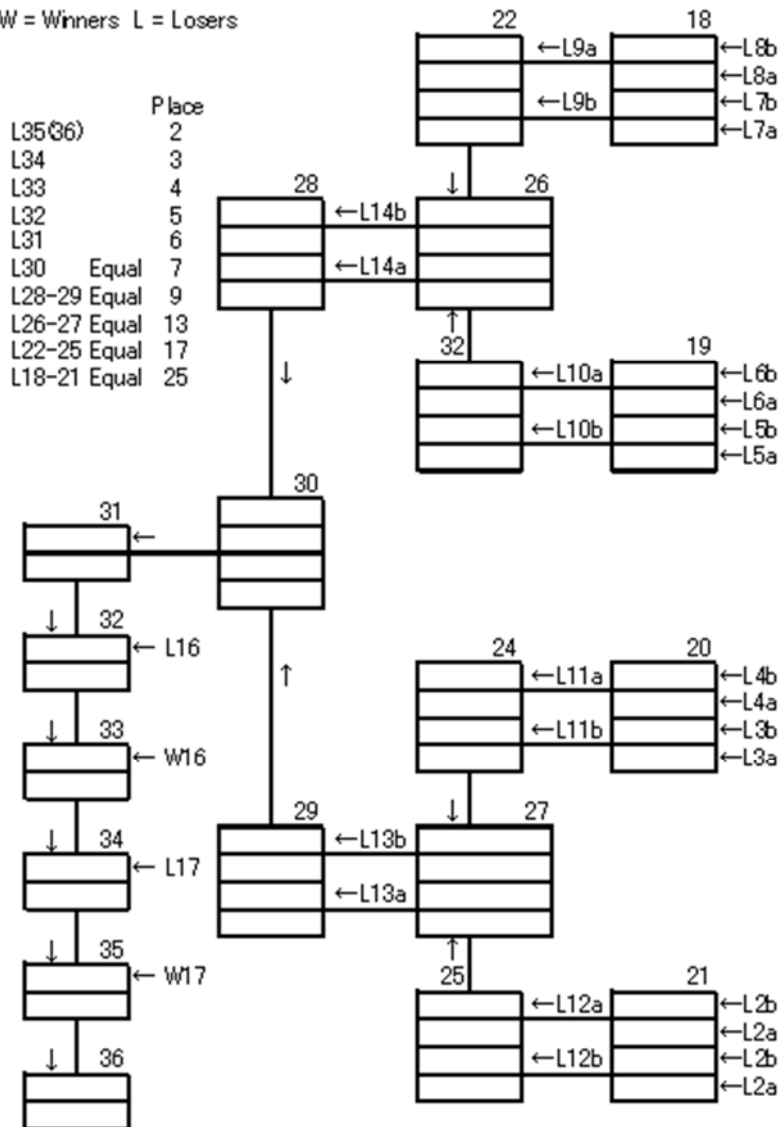 W = Winners L = Losers
Place
L35(36) 2
L34 3
L33 4
L32 5
L31 6
L30 Equal 7
L28-29 Equal 9
L26-27 Equal 13
L22-25 Equal 17
L18-21 Equal 25
22 18
←L9a ←L8b
←L8a
←L9b ←L7b
←L7a
28 ↓ 26
←L14b
←L14a
↑
32 19
↓ ←L10a ←L6b
←L6a
←L10b ←L5b
←L5a
30
31
←
↓ 32
← L16
24 20
↑ ←L11a ←L4b
←L4a
↓ 33 ←L11b ←L3b
← W16 ←L3a
29 ↓ 27
↓ 34 ←L13b
← L17
←L13a
↑
↓ 35
← W17
25 21
←L12a ←L2b
←L2a
↓ 36 ←L12b ←L2b
←L2a